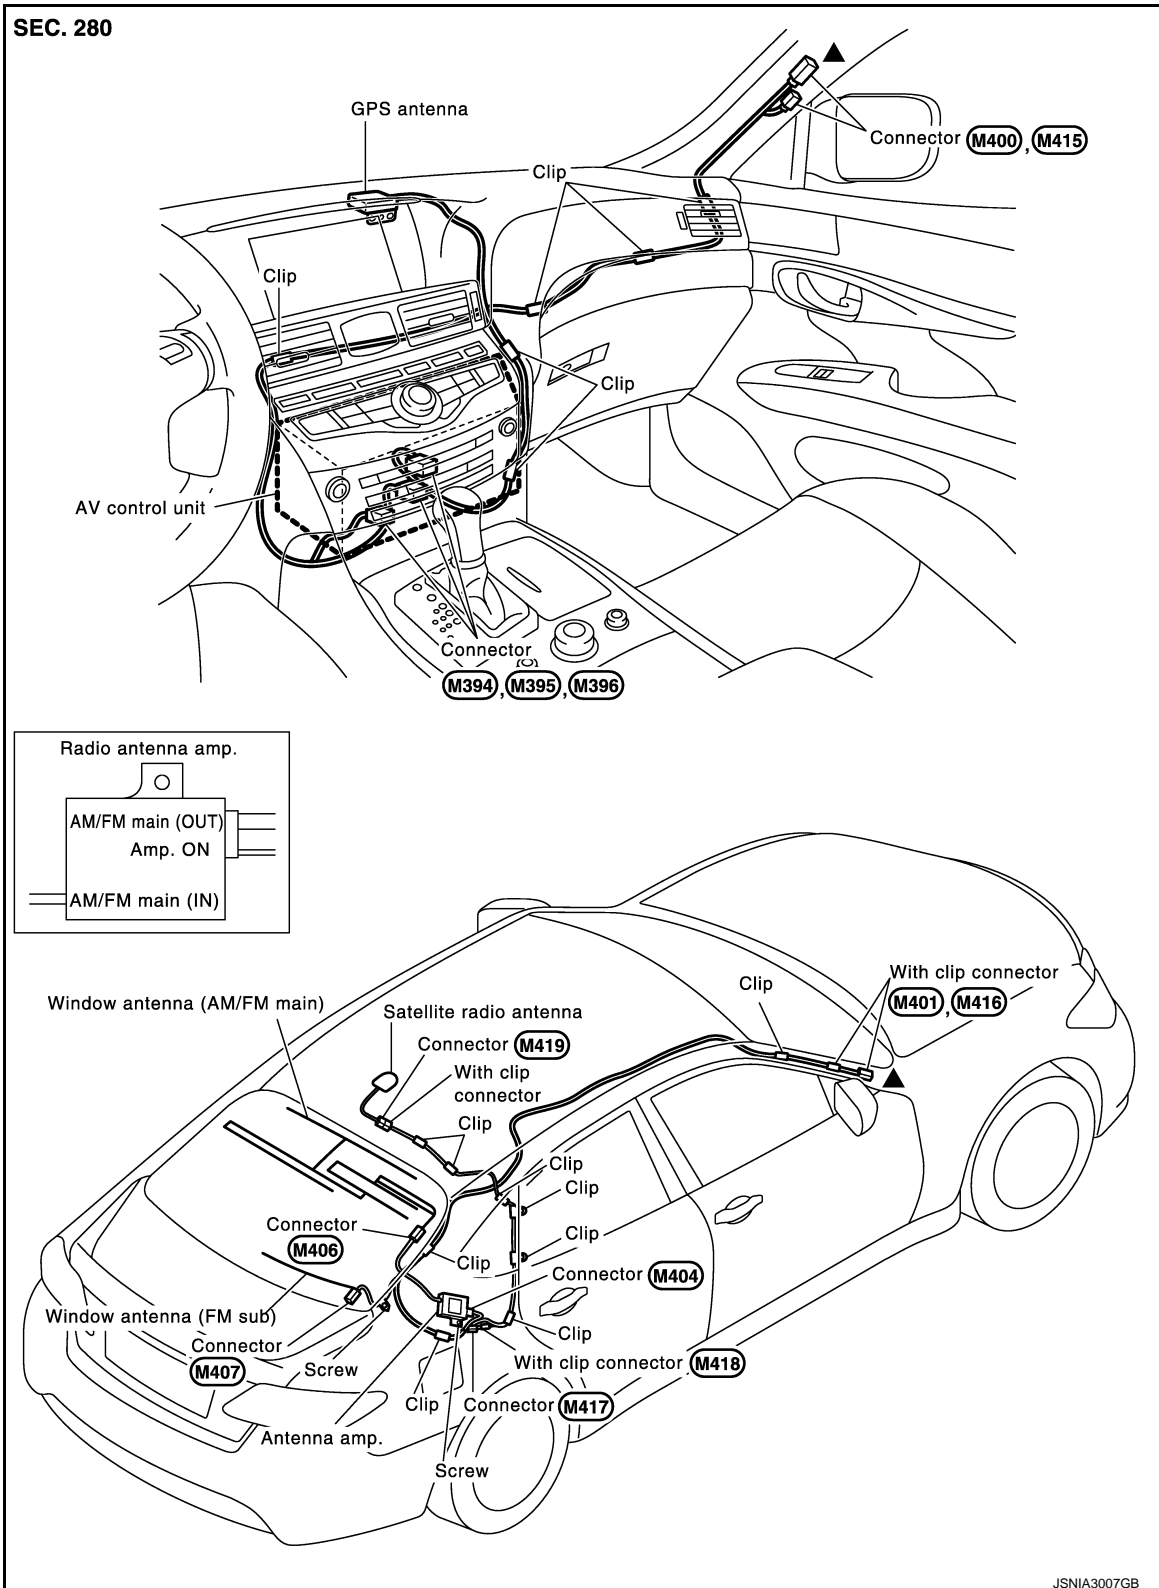 SEC. 280
GPS antenna
Connector M400, M415
Clip
Clip
Clip
AV control unit
Connector
M394, M395, M396
Radio antenna amp.
AM/FM main (OUT)
Amp. ON
AM/FM main (IN)
With clip connector
M401, M416
Clip
Window antenna (AM/FM main)
Satellite radio antenna
Connector M419
With clip
connector
Clip
Clip
Clip
Connector
M406
Clip
Clip
Connector M404
Window antenna (FM sub)
Connector
M407
Screw
Clip
With clip connector M418
Clip
Connector M417
Antenna amp.
Screw
JSNIA3007GB